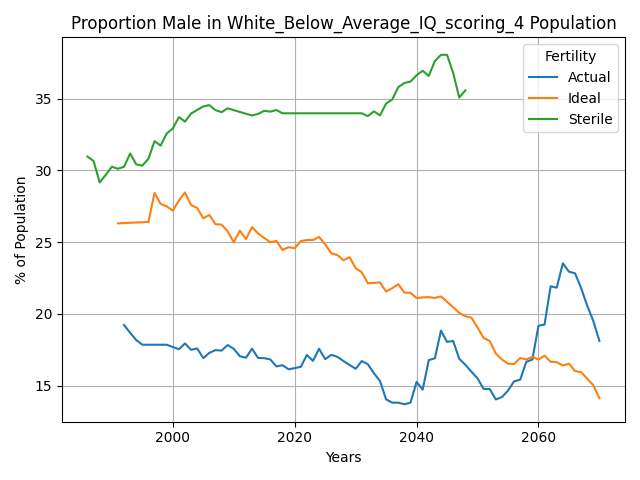 Proportion Male in White_Below_Average_IQ_scoring_4 Population
Fertility
Actual
Ideal
Sterile
% of Population
35
30
25
20
15
2000
2020
2040
2060
Years